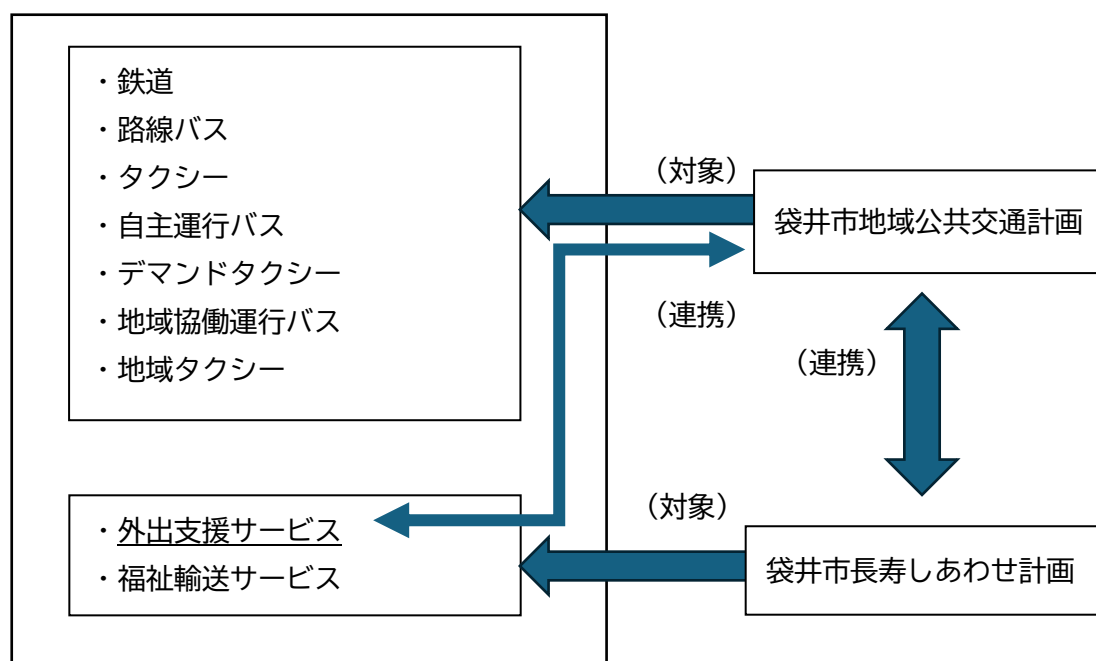 ・鉄道
・路線バス
・タクシー
・自主運行バス
・デマンドタクシー
・地域協働運行バス
・地域タクシー
（対象）
袋井市地域公共交通計画
（連携）
（連携）
・外出支援サービス
・福祉輸送サービス
（対象）
袋井市長寿しあわせ計画